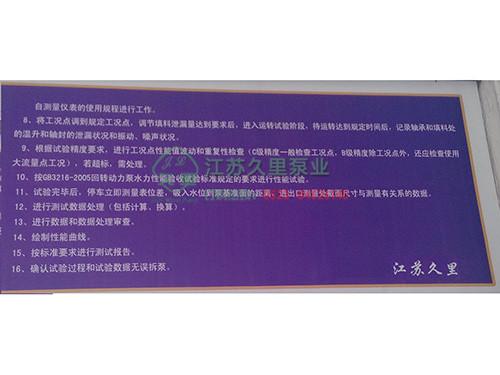 自测量仪表的使用规程进行工作。
8、将工况点调到规定工况点，调节填料泄漏量达到要求后，进入运转试验阶段，待运转达到规定时间后，记录轴承和填料处
的温升和轴封的泄漏状况和振动、噪声状况。
9、根据试验精度要求，进行工况点性能值波动和重复性检查（C级精度一般检查工况点，B级精度除工况点外，还应检查使用
大流量点工况），若超标，需处理。
江苏久里泵业
10、按GB3216-2005回转动力泵水力性能验收试验标准规定的要求进行性能试验。
11、试验完毕后，停车立即测量表位差，吸入水位到泵基准面的距离，进出口测量处截面尺寸与测量有关系的数据。
12、进行测试数据处理（包括计算、换算）。
13、进行数据和数据处理审查。
14、绘制性能曲线。
15、按标准要求进行测试报告。
16、确认试验过程和试验数据无误拆泵。
江苏久里